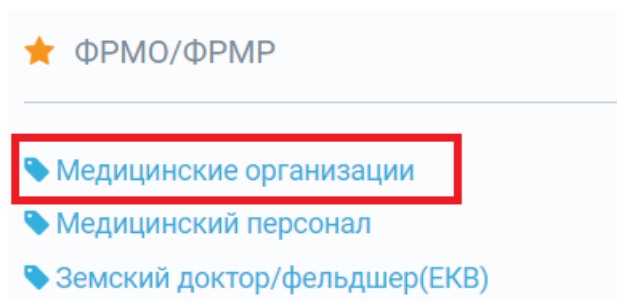 ФРМО/ФРМР
Медицинские организации
Медицинский персонал
Земский доктор/фельдшер(ЕКВ)